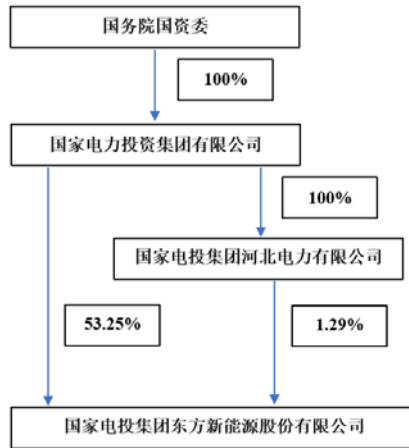 国务院国资委
100%
国家电力投资集团有限公司
100%
国家电投集团河北电力有限公司
53.25%
1.29%
国家电投集团东方新能源股份有限公司